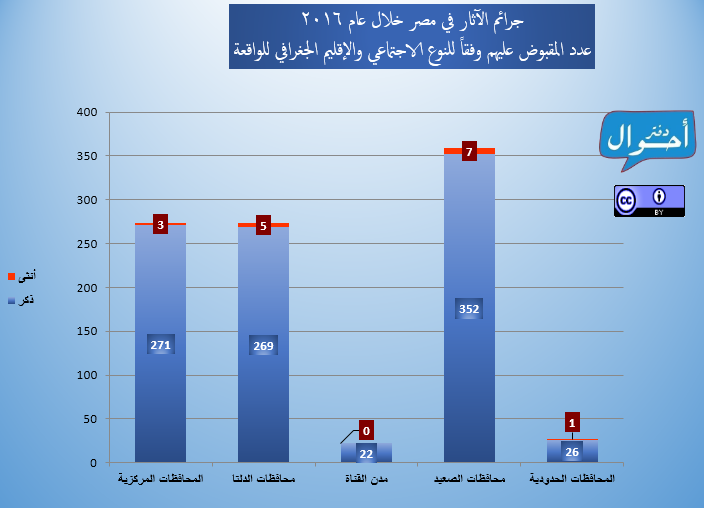 جرائم الآثار في مصر خلال عام ٢٠١٦
عدد المقبوض عليهم وفقاً للنوع الاجتماعي والإقليم الجغرافي للواقعة
دفتر
أحوال
CC
BY
400
350
300
250
200
150
100
50
0
3
271
5
269
0
22
7
352
1
26
أنثى
ذكر
المحافظات المركزية
محافظات الدلتا
مدن القناة
محافظات الصعيد
المحافظات الحدودية